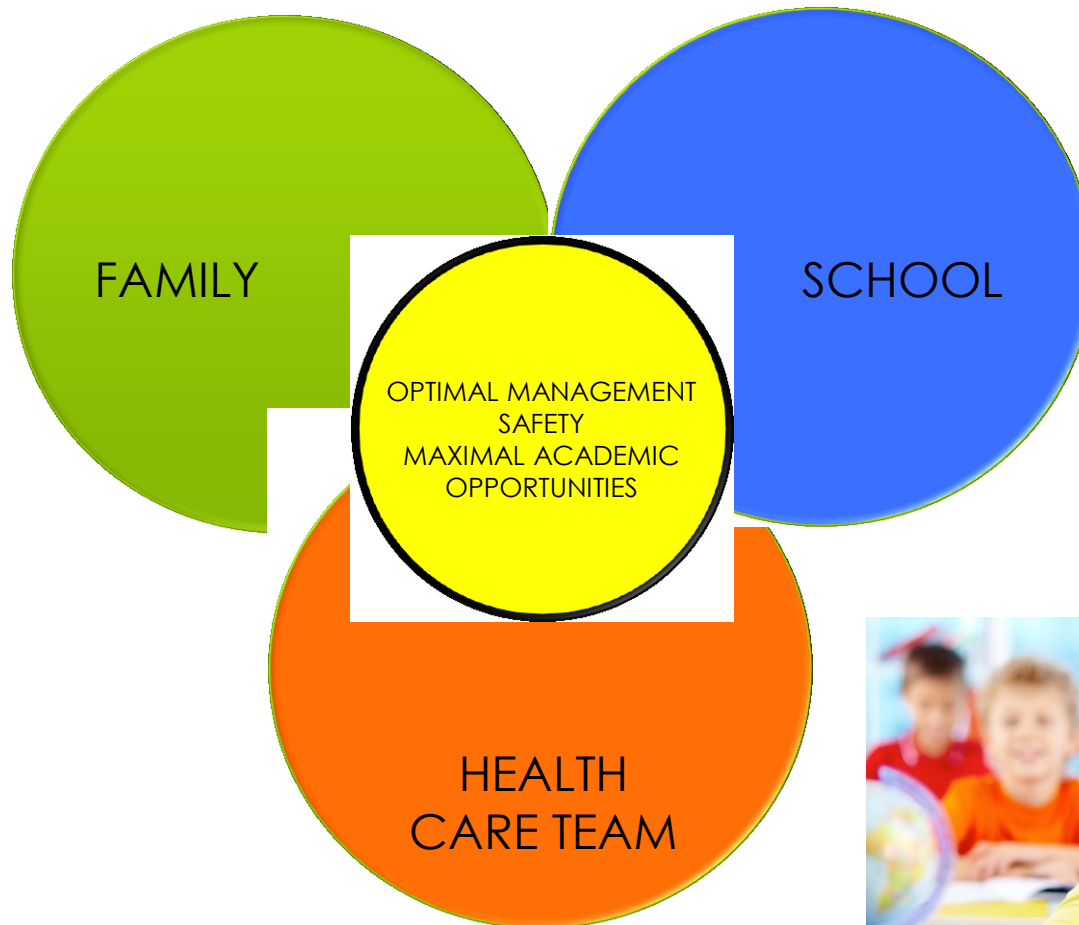 FAMILY
SCHOOL
OPTIMAL MANAGEMENT
SAFETY
MAXIMAL ACADEMIC
OPPORTUNITIES
HEALTH
CARE TEAM